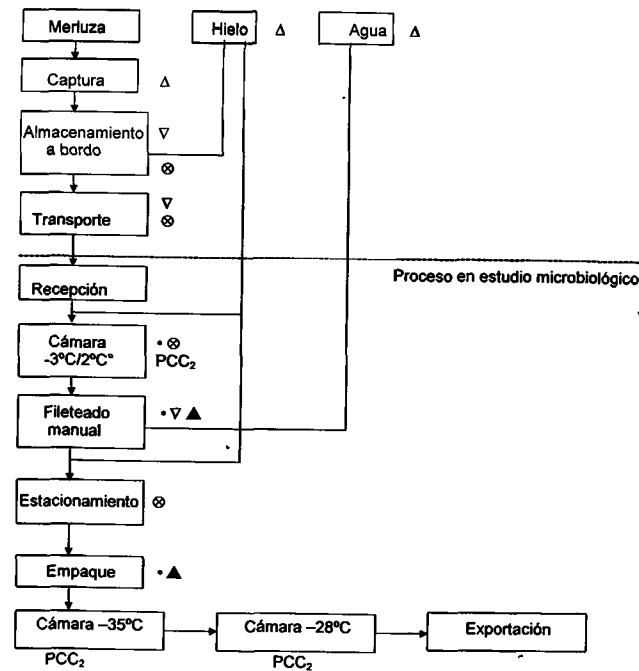 Merluza
Hielo Δ
Agua Δ
Captura Δ
Almacenamiento ∇
a bordo
⊗
Transporte ∇
⊗
Proceso en estudio microbiológico
Recepción
Cámara • ⊗
-3ºC/2ºC" PCC₂
Fileteado • ∇ ▲
manual
Estacionamiento ⊗
Empaque • ▲
Cámara –35ºC
PCC₂
Cámara –28ºC
PCC₂
Exportación